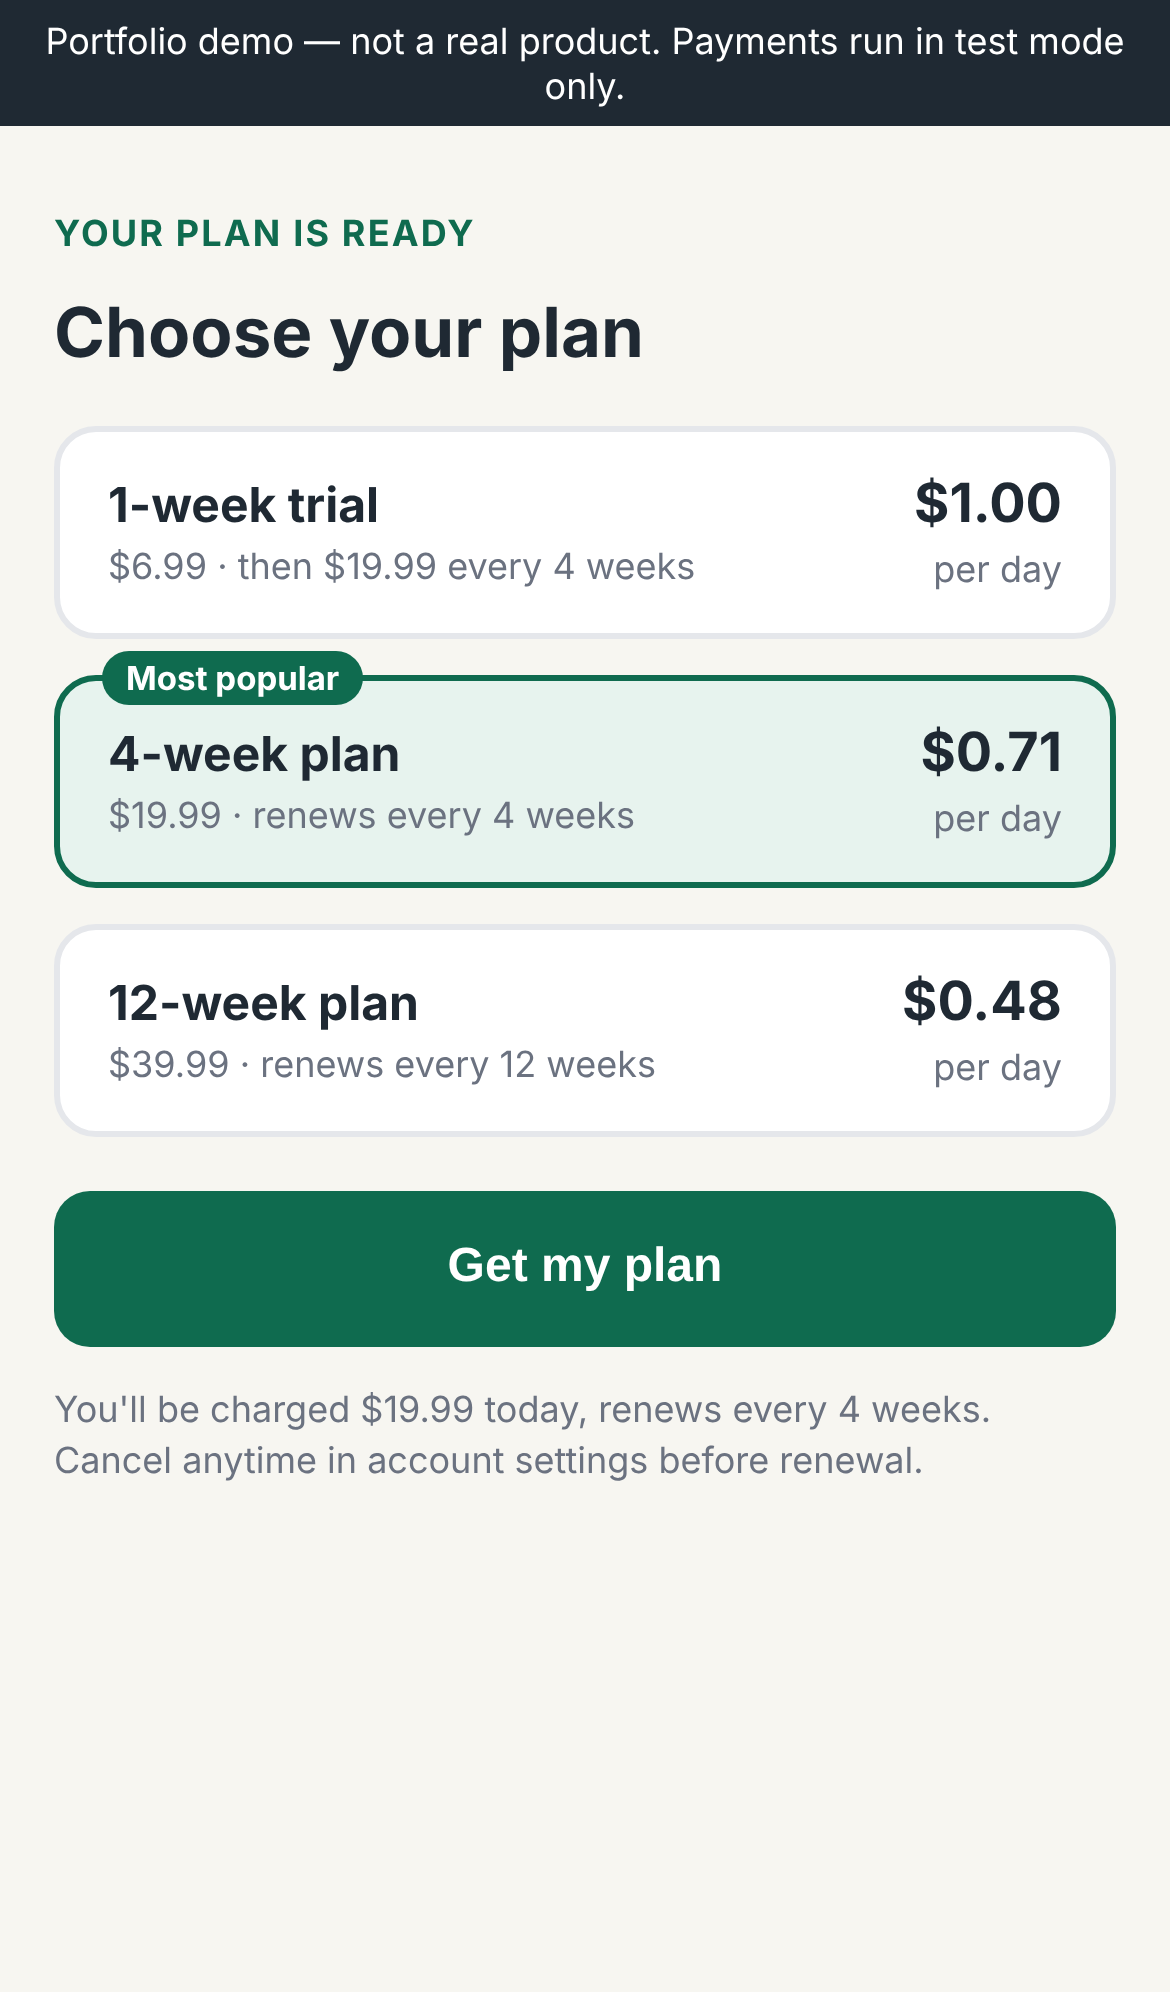 Portfolio demo — not a real product. Payments run in test mode
only.
YOUR PLAN IS READY
Choose your plan
1-week trial
$6.99 · then $19.99 every 4 weeks
$1.00
per day
Most popular
4-week plan
$19.99 · renews every 4 weeks
$0.71
per day
12-week plan
$39.99 · renews every 12 weeks
$0.48
per day
Get my plan
You'll be charged $19.99 today, renews every 4 weeks.
Cancel anytime in account settings before renewal.